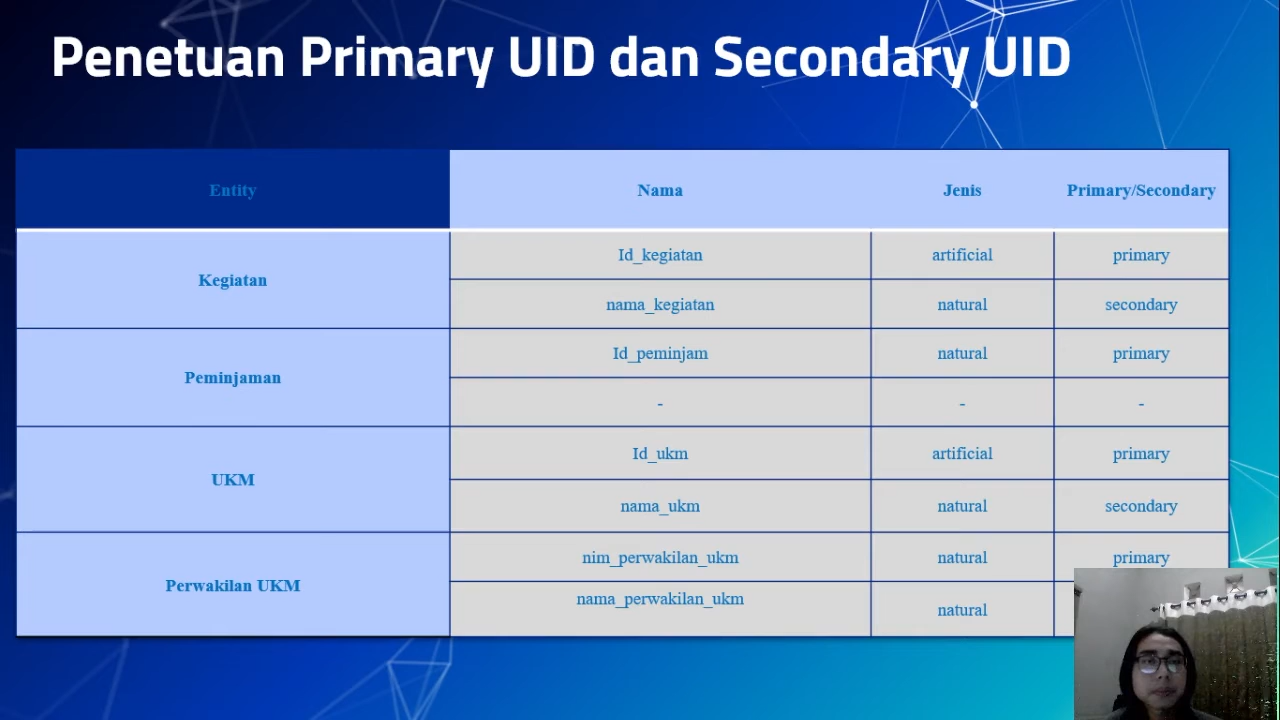 Penetuan Primary UID dan Secondary UID
Entity Nama Jenis Primary/Secondary
Kegiatan
Id_kegiatan artificial primary
nama_kegiatan natural secondary
Peminjaman
Id_peminjam natural primary
- - -
UKM
Id_ukm artificial primary
nama_ukm natural secondary
Perwakilan UKM
nim_perwakilan_ukm natural primary
nama_perwakilan_ukm natural